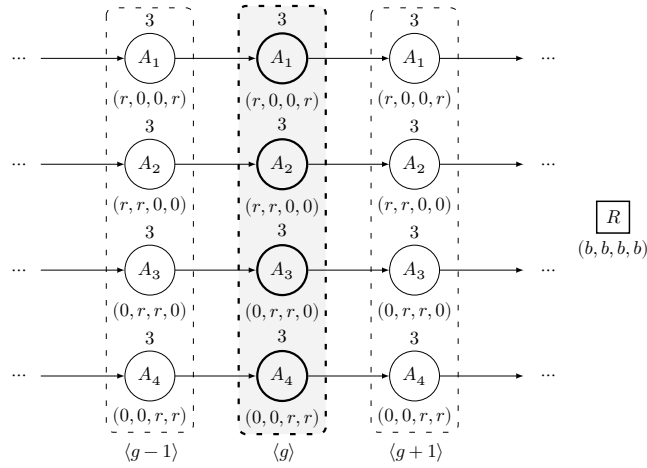 3 3 3
... A₁ A₁ A₁ ...
(r, 0, 0, r) (r, 0, 0, r) (r, 0, 0, r)
3 3 3
... A₂ A₂ A₂ ...
(r, r, 0, 0) (r, r, 0, 0) (r, r, 0, 0)
R
(b, b, b, b)
3 3 3
... A₃ A₃ A₃ ...
(0, r, r, 0) (0, r, r, 0) (0, r, r, 0)
3 3 3
... A₄ A₄ A₄ ...
(0, 0, r, r) (0, 0, r, r) (0, 0, r, r)
⟨g − 1⟩ ⟨g⟩ ⟨g + 1⟩